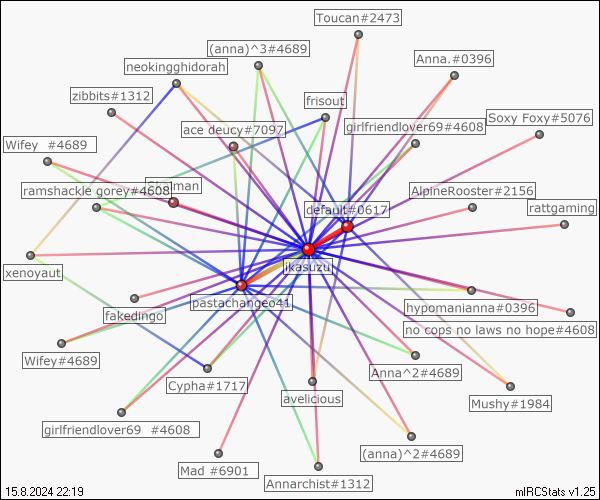 Toucan#2473
(anna)^3#4689
Anna.#0396
neokingghidorah
zibbits#1312
frisout
Soxy Foxy#5076
ace deucy#7097
girlfriendlover69#4608
Wifey   #4689
ramshackle gorey#4608
AlpineRooster#2156
default#0617
rattgaming
ikasuzu
xenoyaut
pastachangeo41
fakedirgo
hypomanianna#0396
no cops no laws no hope#4608
Wifey#4689
Cypha#1717
Anna^2#4689
avelicious
Mushy#1984
girlfriendlover69   #4608
(anna)^2#4689
Mad #6901
Annarchist#1312
15.8.2024 22:19
mIRCStats v1.25